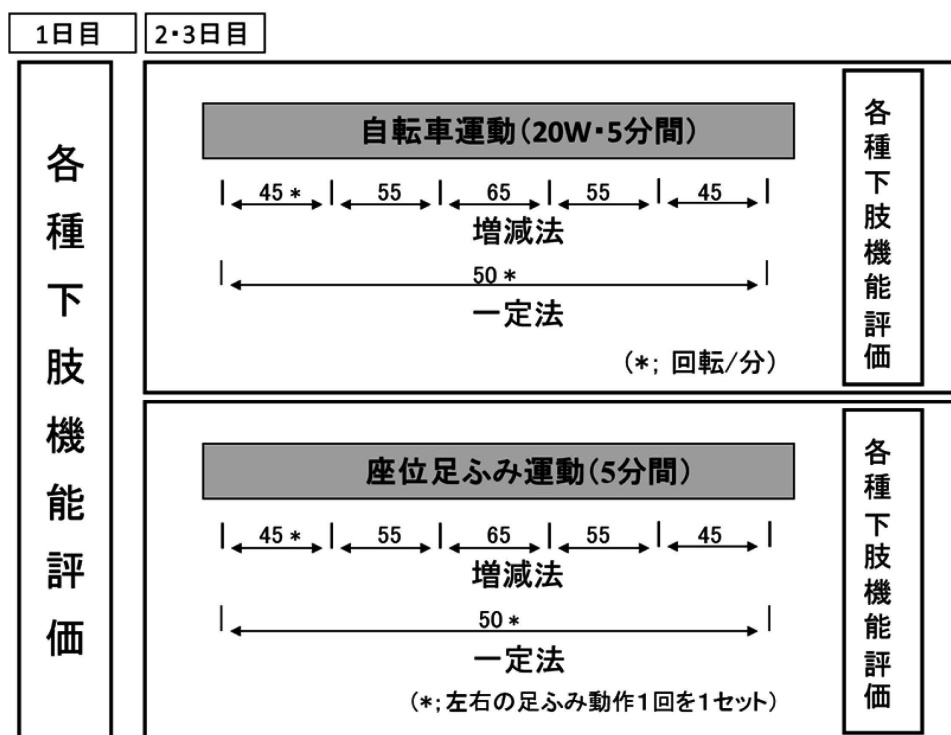 1日目
2・3日目
各種下肢機能評価
自転車運動(20W・5分間)
45* 55 65 55 45
増減法
50*
一定法
(*; 回転/分)
各種下肢機能評価
座位足ふみ運動(5分間)
45* 55 65 55 45
増減法
50*
一定法
(*;左右の足ふみ動作1回を1セット)
各種下肢機能評価